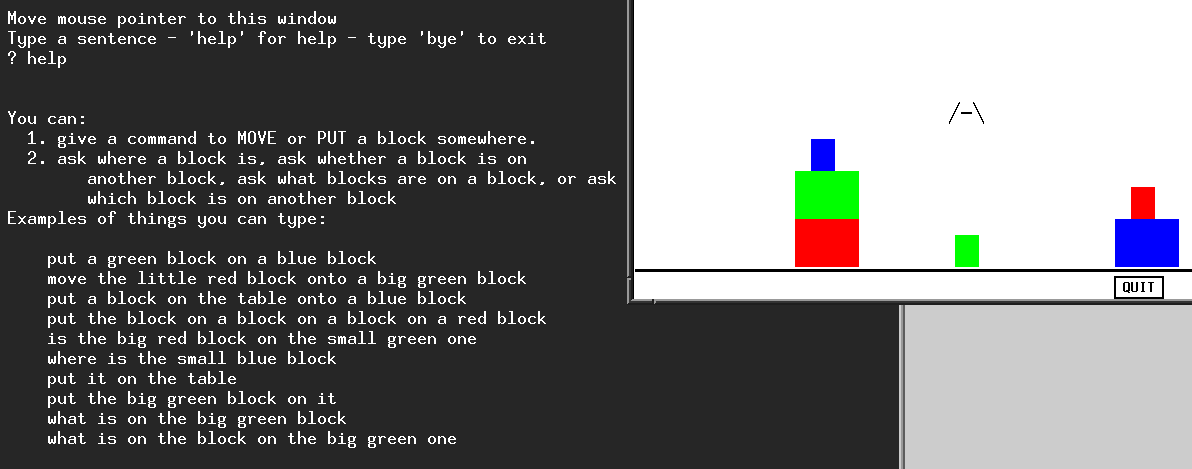 Move mouse pointer to this window
Type a sentence - 'help' for help - type 'bye' to exit
? help
You can:
1. give a command to MOVE or PUT a block somewhere.
2. ask where a block is, ask whether a block is on
another block, ask what blocks are on a block, or ask
which block is on another block
Examples of things you can type:
put a green block on a blue block
move the little red block onto a big green block
put a block on the table onto a blue block
put the block on a block on a block on a red block
is the big red block on the small green one
where is the small blue block
put it on the table
put the big green block on it
what is on the big green block
what is on the block on the big green one
/-\
QUIT